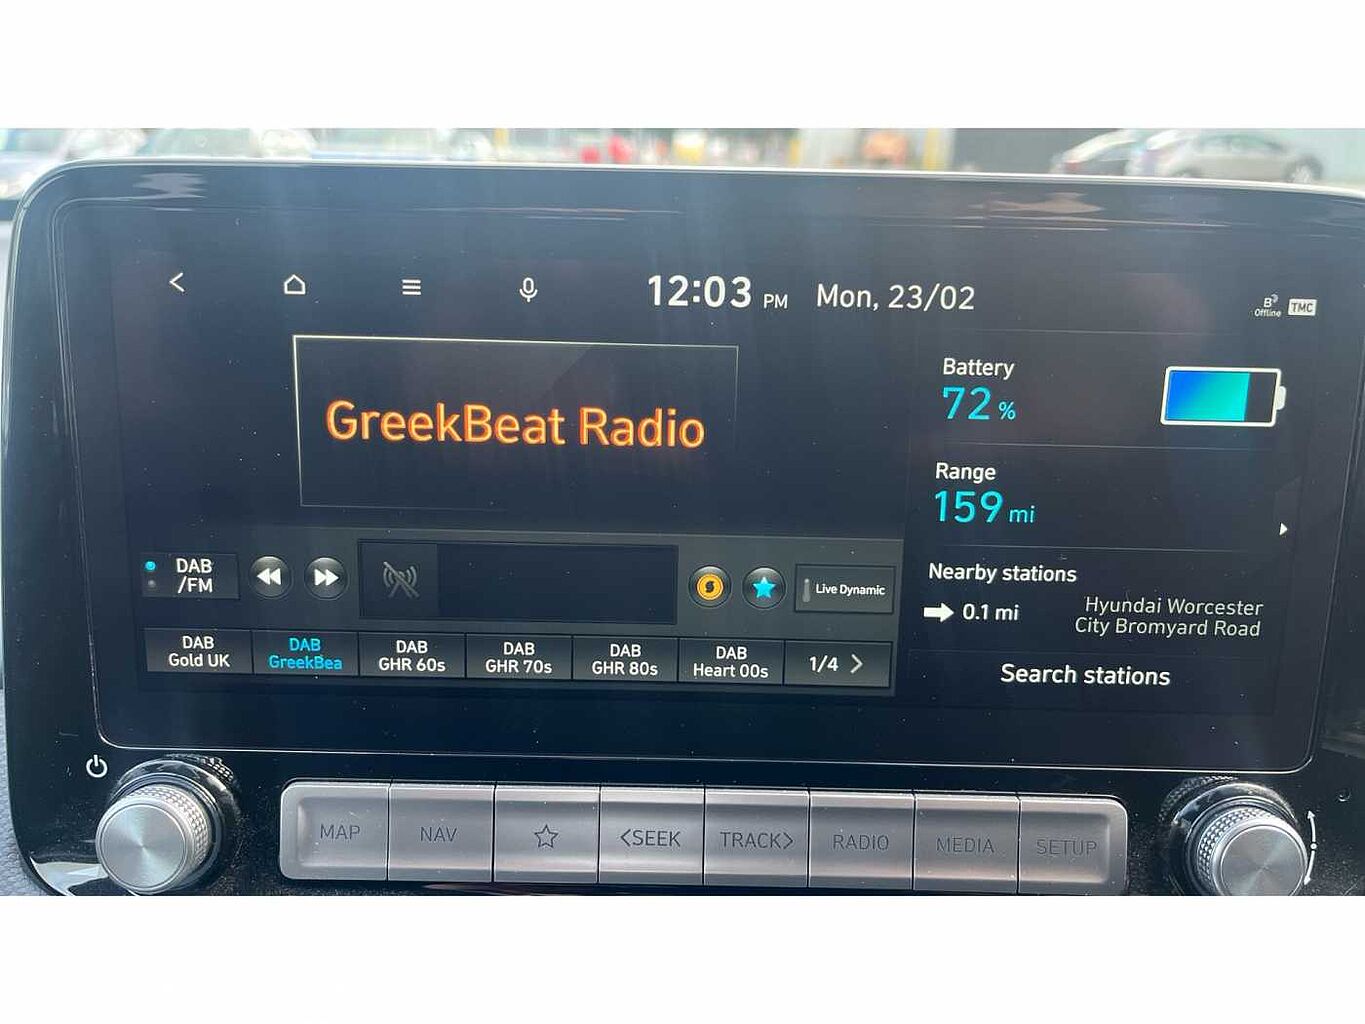 12:03 PM Mon, 23/02
B Offline TMC
GreekBeat Radio
Battery
72 %
Range
159 mi
Nearby stations
0.1 mi
Hyundai Worcester
City Bromyard Road
Search stations
DAB
/FM
Live Dynamic
DAB
Gold UK
DAB
GreekBea
DAB
GHR 60s
DAB
GHR 70s
DAB
GHR 80s
DAB
Heart 00s
1/4
MAP
NAV
<SEEK
TRACK>
RADIO
MEDIA
SETUP